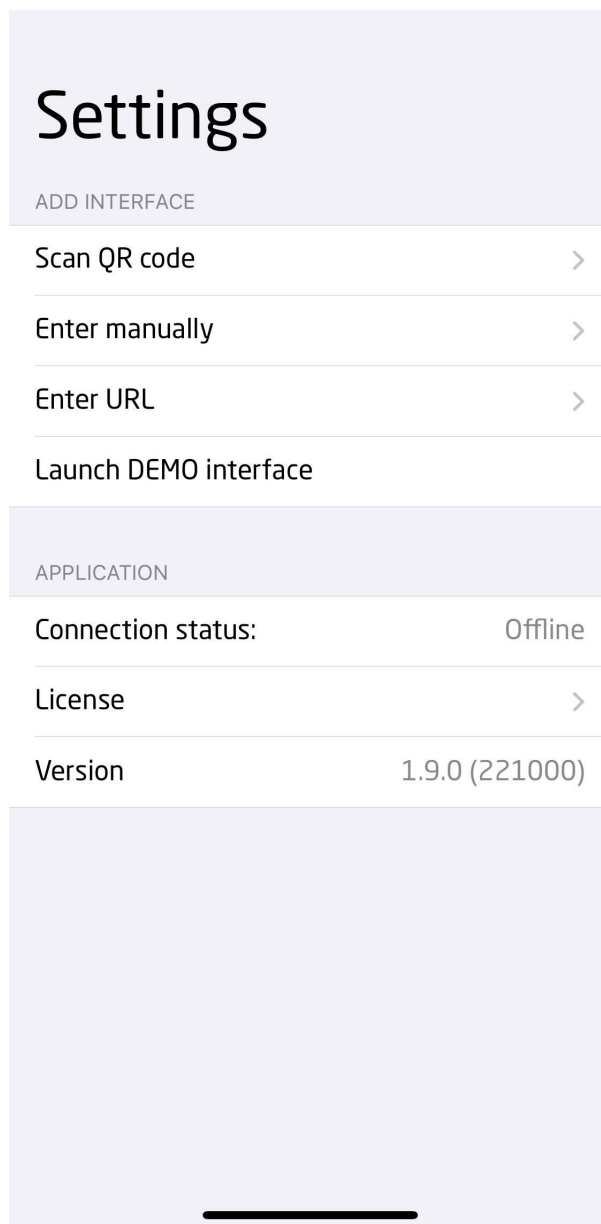 Settings
ADD INTERFACE
Scan QR code
Enter manually
Enter URL
Launch DEMO interface
APPLICATION
Connection status: Offline
License
Version 1.9.0 (221000)